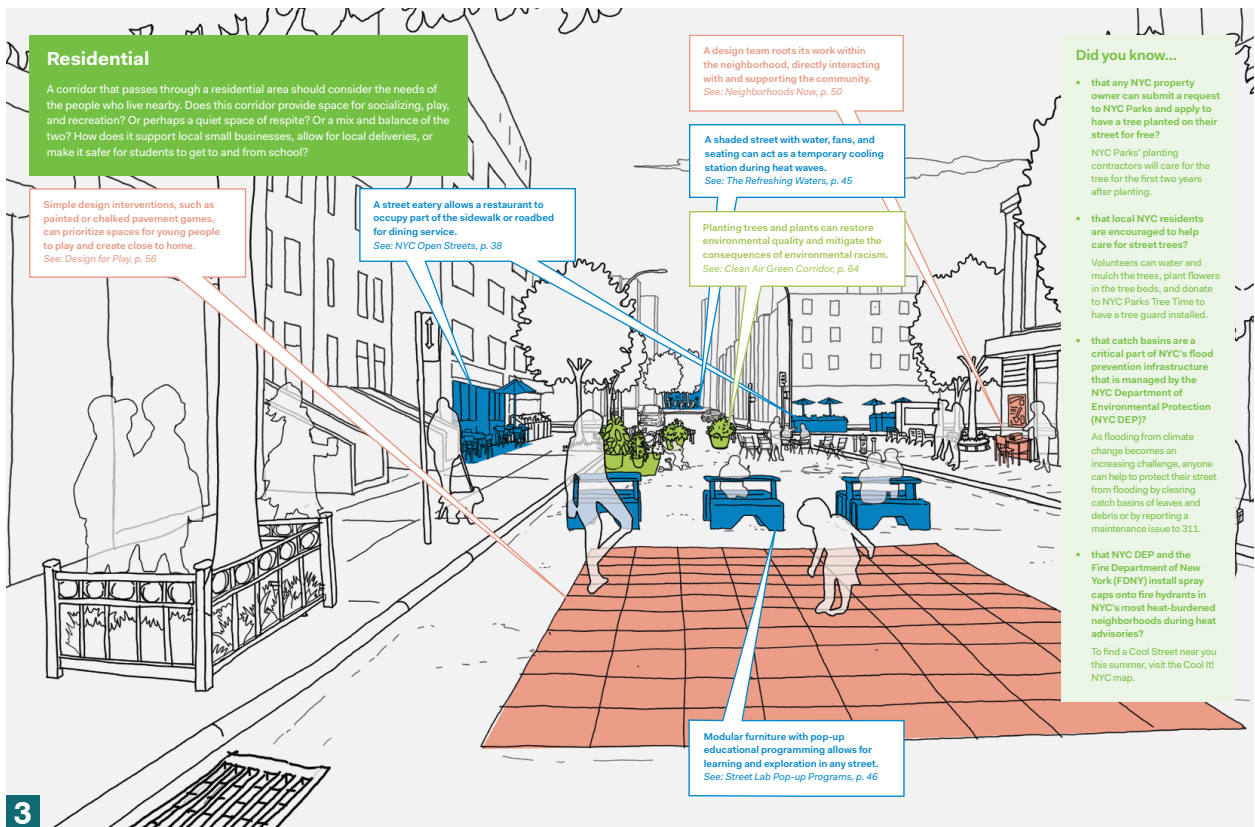 Residential
A corridor that passes through a residential area should consider the needs of
the people who live nearby. Does this corridor provide space for socializing, play,
and recreation? Or perhaps a quiet space of respite? Or a mix and balance of the
two? How does it support local small businesses, allow for local deliveries, or
make it safer for students to get to and from school?
Simple design interventions, such as
painted or chalked pavement games,
can prioritize spaces for young people
to play and create close to home.
See: Design for Play, p. 56
A street eatery allows a restaurant to
occupy part of the sidewalk or roadbed
for dining service.
See: NYC Open Streets, p. 38
A design team roots its work within
the neighborhood, directly interacting
with and supporting the community.
See: Neighborhoods Now, p. 50
A shaded street with water, fans, and
seating can act as a temporary cooling
station during heat waves.
See: The Refreshing Waters, p. 45
Planting trees and plants can restore
environmental quality and mitigate the
consequences of environmental racism.
See: Clean Air Green Corridor, p. 64
Modular furniture with pop-up
educational programming allows for
learning and exploration in any street.
See: Street Lab Pop-up Programs, p. 46
Did you know...
• that any NYC property
owner can submit a request
to NYC Parks and apply to
have a tree planted on their
street for free?
NYC Parks' planting
contractors will care for the
tree for the first two years
after planting.
• that local NYC residents
are encouraged to help
care for street trees?
Volunteers can water and
mulch the trees, plant flowers
in the tree beds, and donate
to NYC Parks Tree Time to
have a tree guard installed.
• that catch basins are a
critical part of NYC's flood
prevention infrastructure
that is managed by the
NYC Department of
Environmental Protection
(NYC DEP)?
As flooding from climate
change becomes an
increasing challenge, anyone
can help to protect their street
from flooding by clearing
catch basins of leaves and
debris or by reporting a
maintenance issue to 311.
• that NYC DEP and the
Fire Department of New
York (FDNY) install spray
caps onto fire hydrants in
NYC's most heat-burdened
neighborhoods during heat
advisories?
To find a Cool Street near you
this summer, visit the Cool It!
NYC map.
3